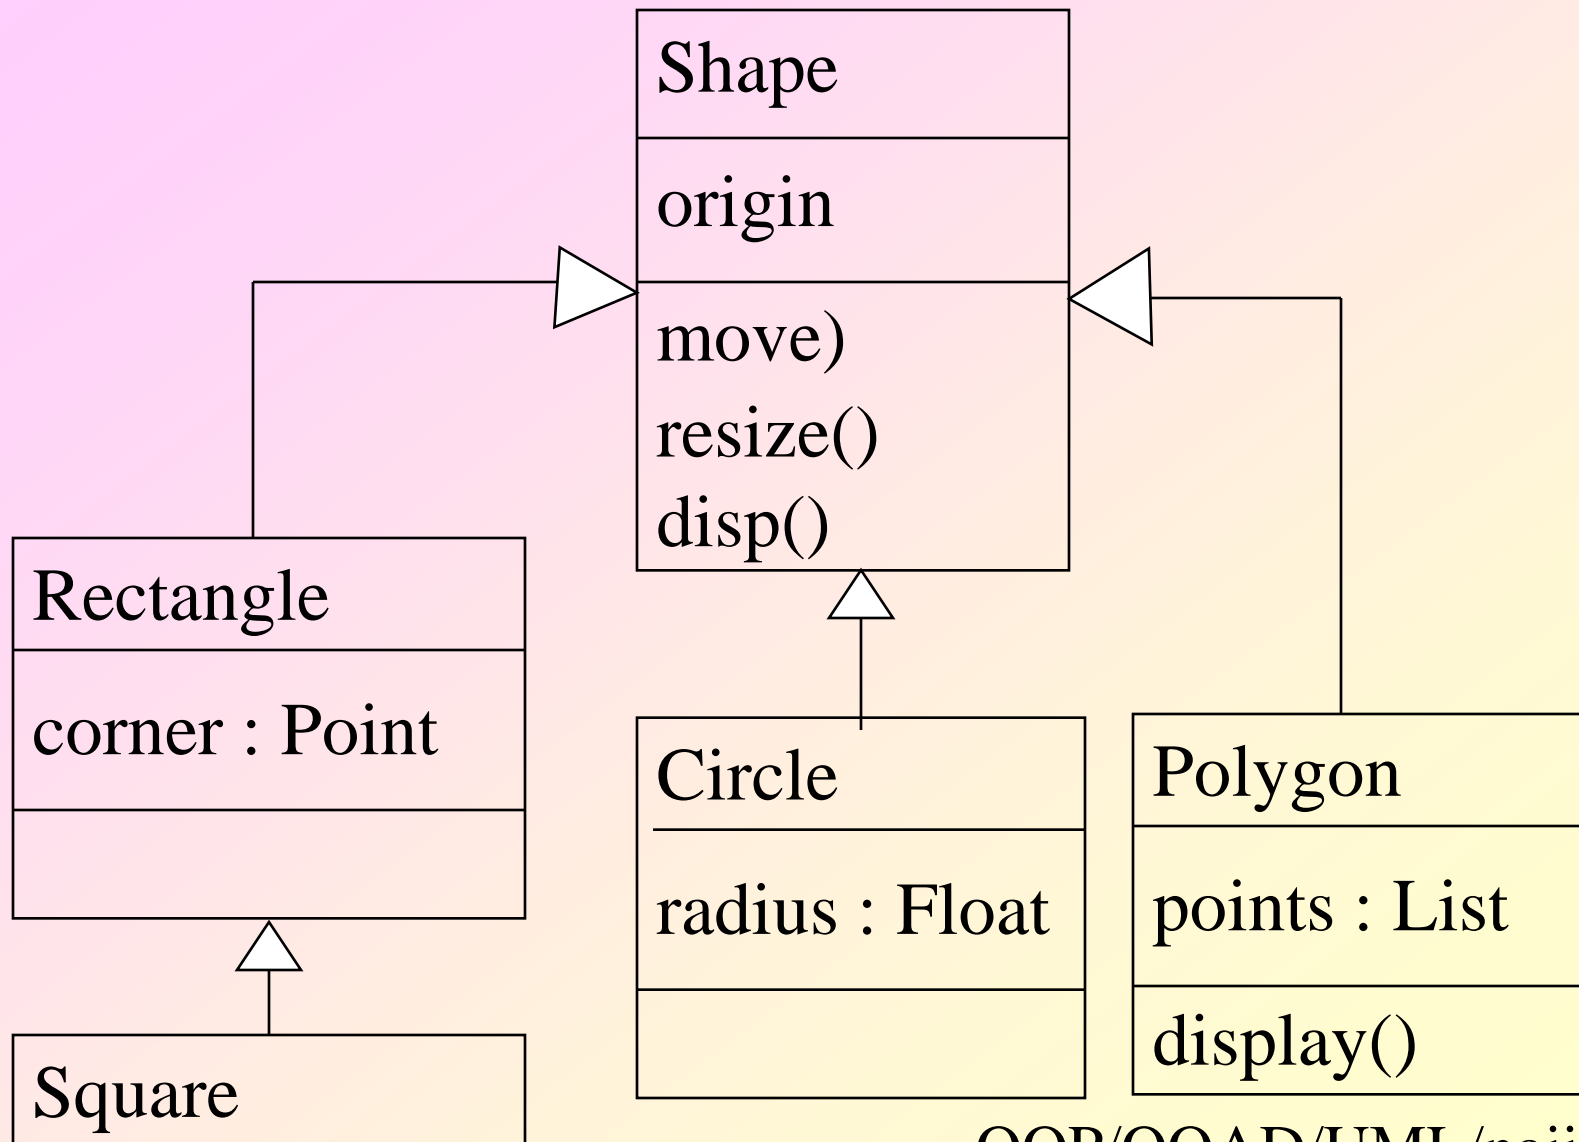 Shape
origin
move)
resize()
disp()
Rectangle
corner : Point
Circle
radius : Float
Polygon
points : List
display()
Square